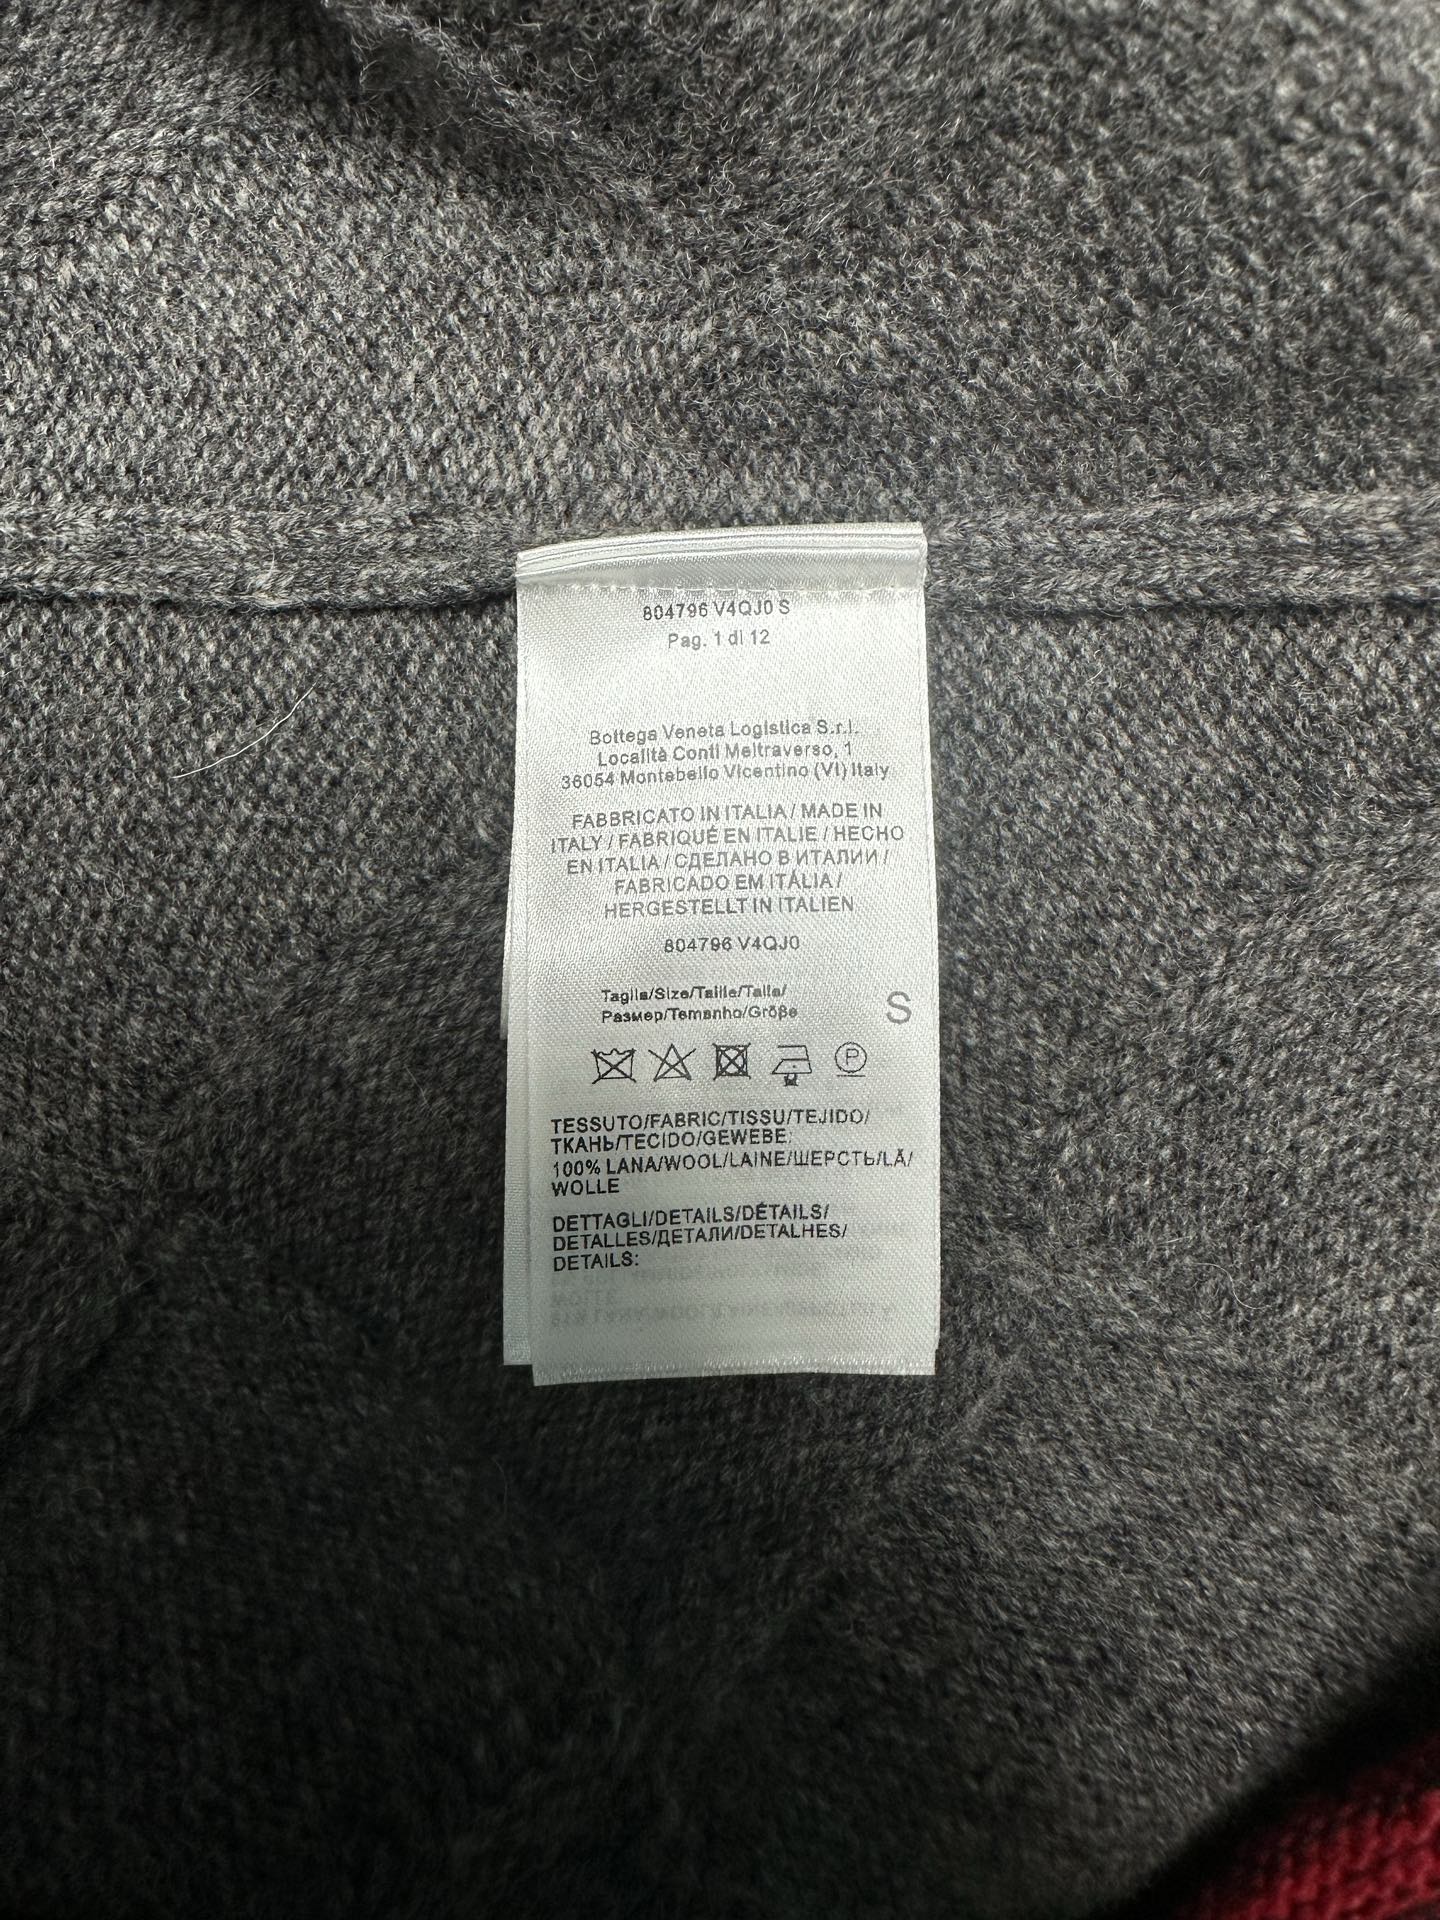 804796 V4QJ0 S
Pag. 1 di 12
Bottega Veneta Logistica S.r.l.
Località Conti Meltraverso, 1
36054 Montebello Vicentino (VI) Italy
FABBRICATO IN ITALIA / MADE IN
ITALY / FABRIQUÉ EN ITALIE / HECHO
EN ITALIA / СДЕЛАНО В ИТАЛИИ /
FABRICADO EM ITÁLIA /
HERGESTELLT IN ITALIEN
804796 V4QJ0
Taglia/Size/Taille/Talla/
Размер/Tamanho/Größe
S
P
TESSUTO/FABRIC/TISSU/TEJIDO/
ТКАНЬ/TECIDO/GEWEBE:
100% LANA/WOOL/LAINE/ШЕРСТЬ/LÃ/
WOLLE
DETTAGLI/DETAILS/DÉTAILS/
DETALLES/ДЕТАЛИ/DETALHES/
DETAILS: